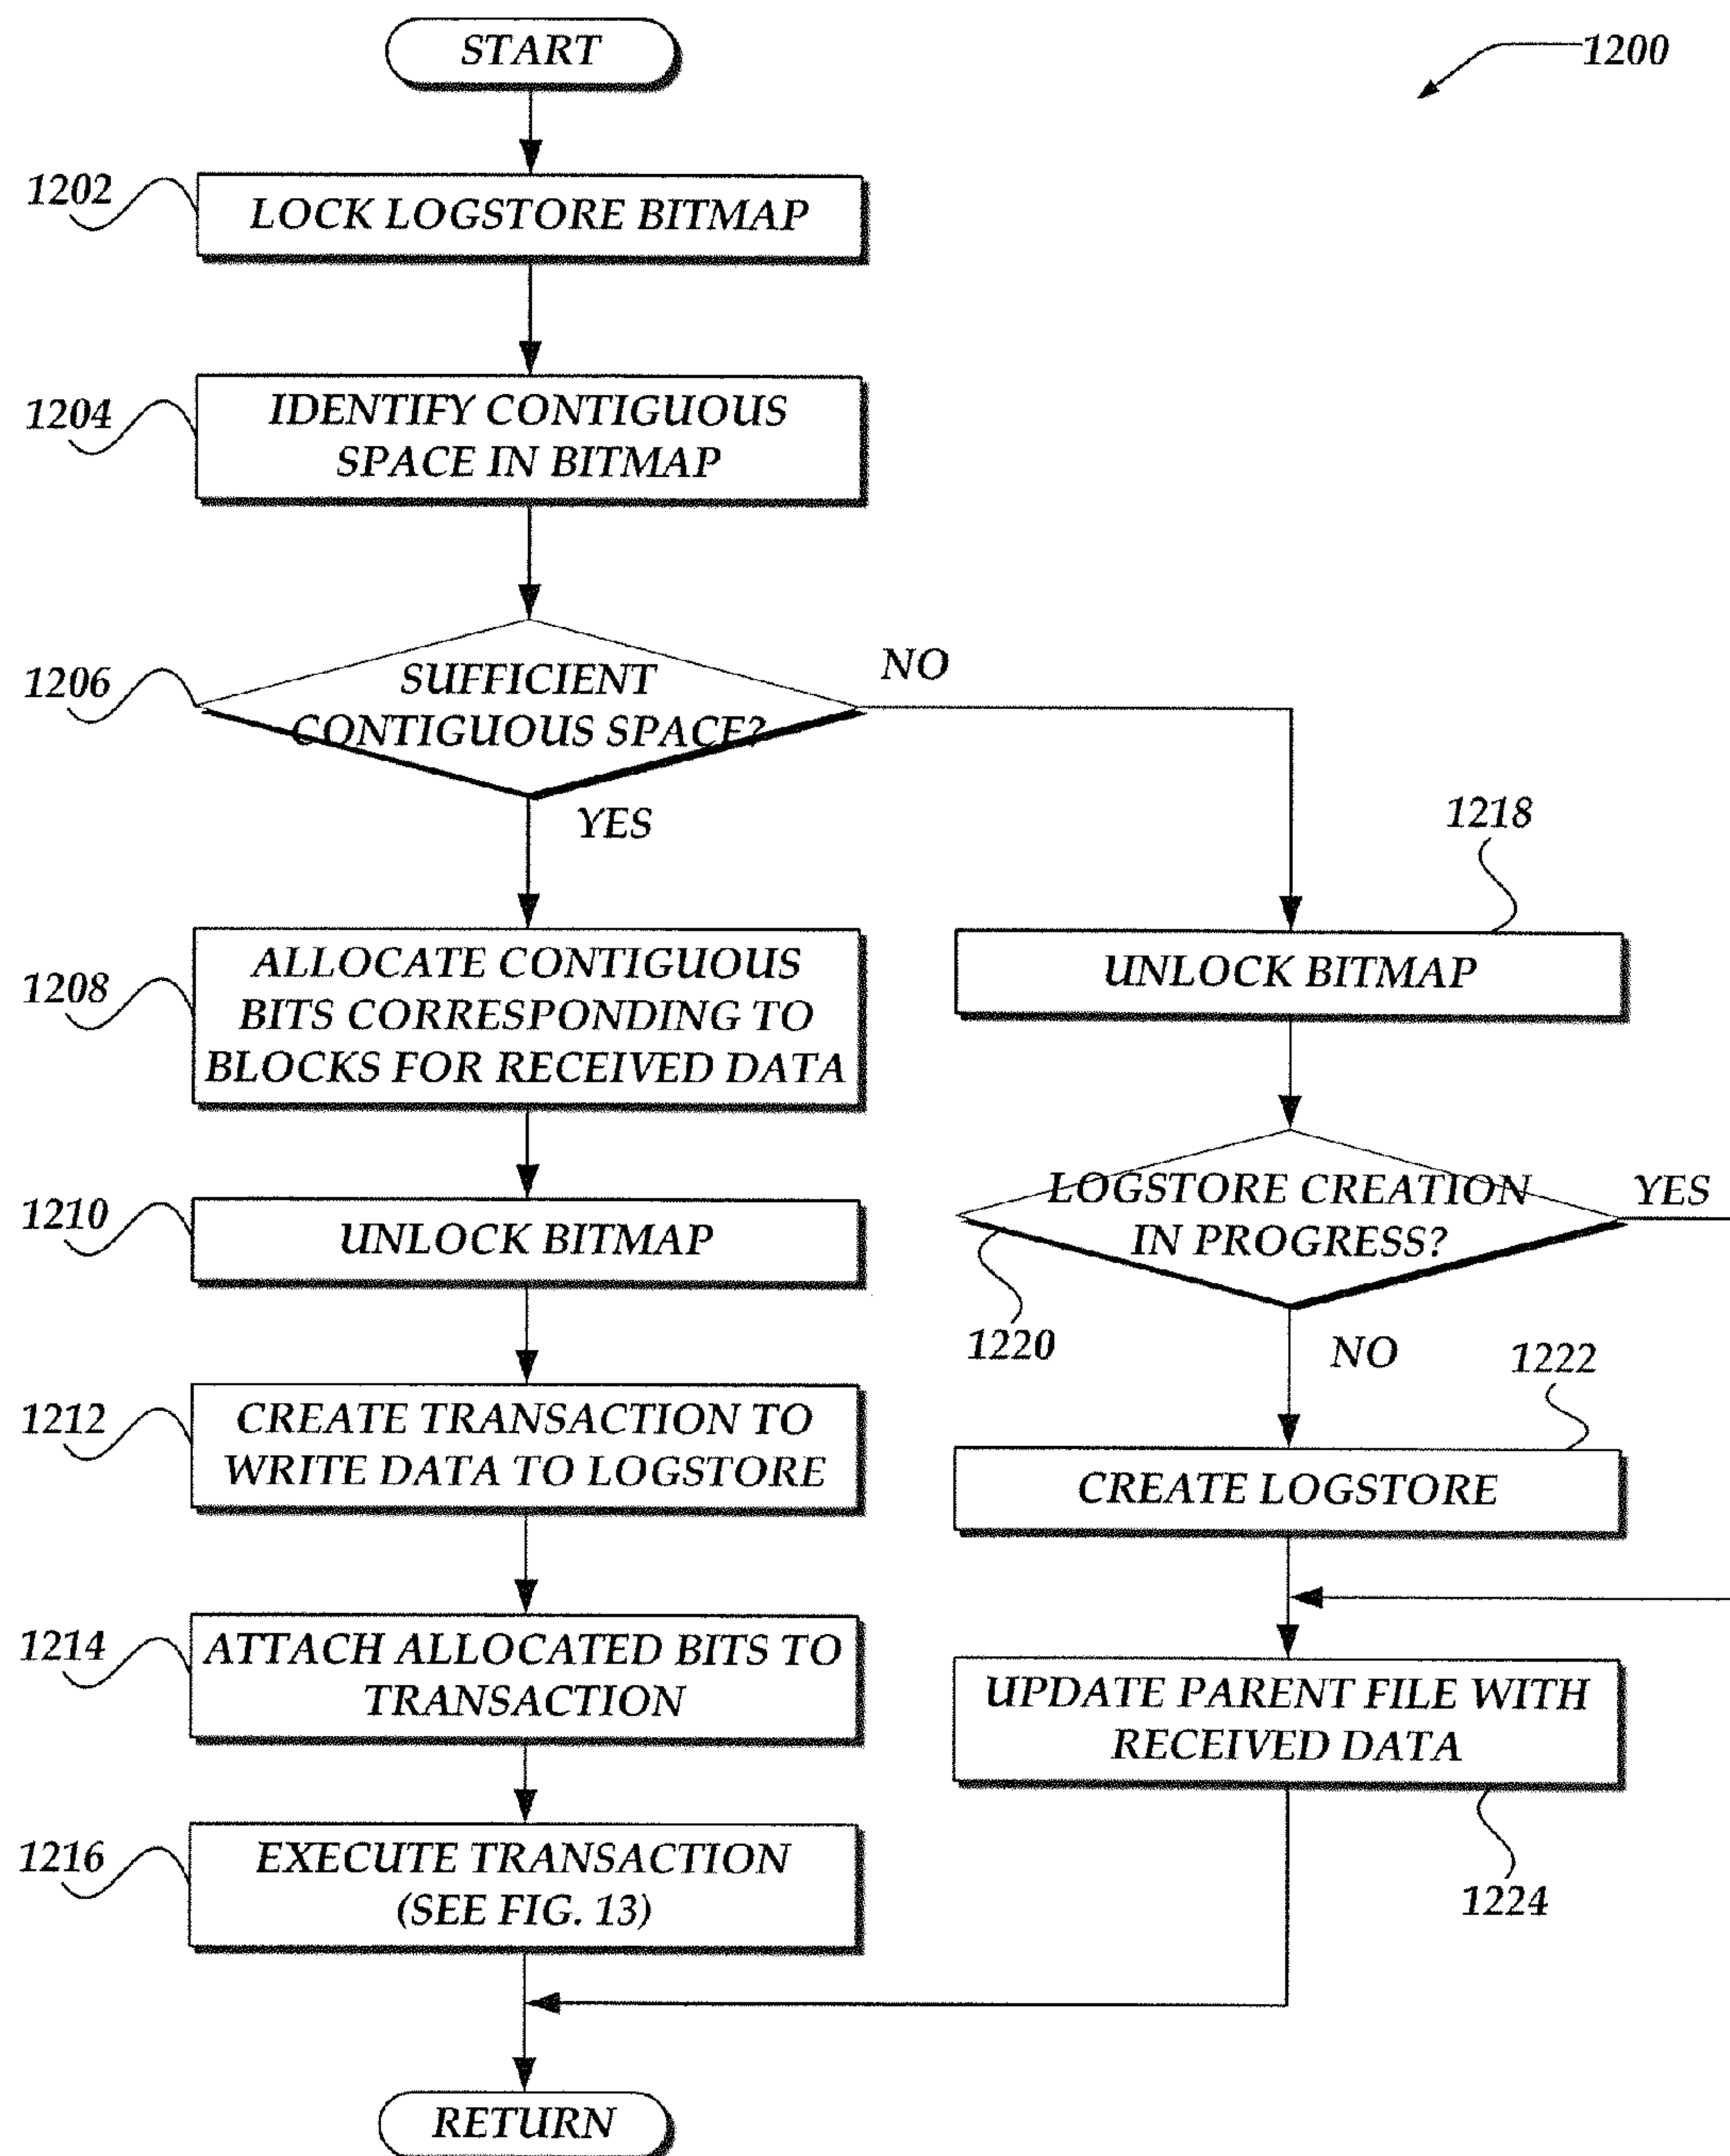 START
1200
1202
LOCK LOGSTORE BITMAP
1204
IDENTIFY CONTIGUOUS
SPACE IN BITMAP
1206
SUFFICIENT
CONTIGUOUS SPACE?
NO
YES
1208
ALLOCATE CONTIGUOUS
BITS CORRESPONDING TO
BLOCKS FOR RECEIVED DATA
1210
UNLOCK BITMAP
1212
CREATE TRANSACTION TO
WRITE DATA TO LOGSTORE
1214
ATTACH ALLOCATED BITS TO
TRANSACTION
1216
EXECUTE TRANSACTION
(SEE FIG. 13)
1218
UNLOCK BITMAP
LOGSTORE CREATION
IN PROGRESS?
YES
1220
NO
1222
CREATE LOGSTORE
UPDATE PARENT FILE WITH
RECEIVED DATA
1224
RETURN